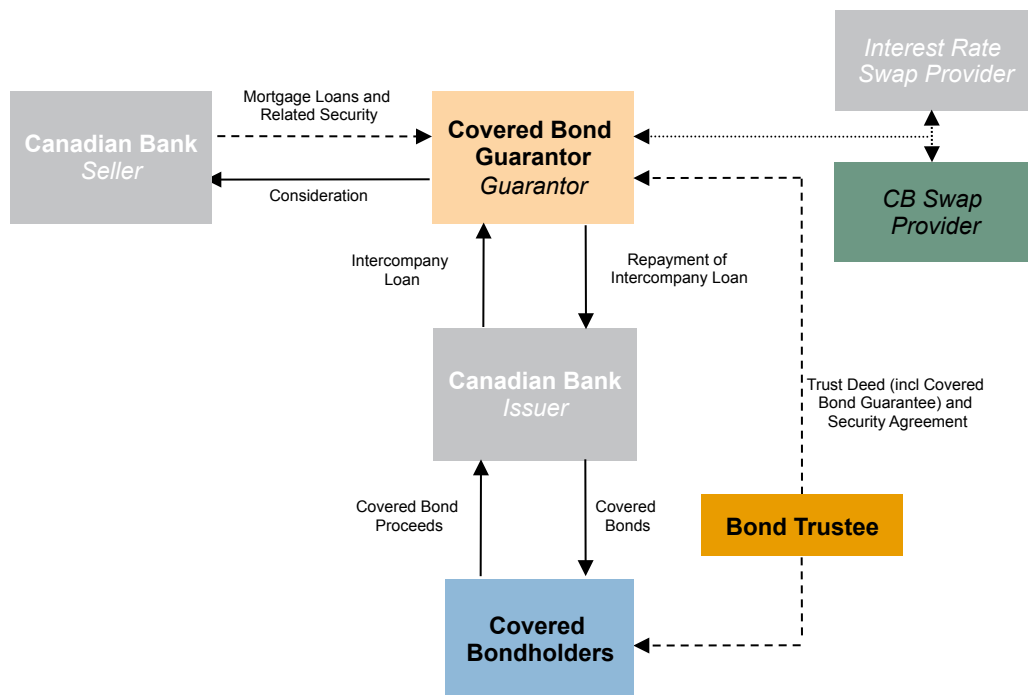 Interest Rate
Swap Provider
Mortgage Loans and
Related Security
Canadian Bank
Seller
Covered Bond
Guarantor
Guarantor
Consideration
CB Swap
Provider
Intercompany
Loan
Repayment of
Intercompany Loan
Canadian Bank
Issuer
Trust Deed (incl Covered
Bond Guarantee) and
Security Agreement
Covered Bond
Proceeds
Covered
Bonds
Bond Trustee
Covered
Bondholders